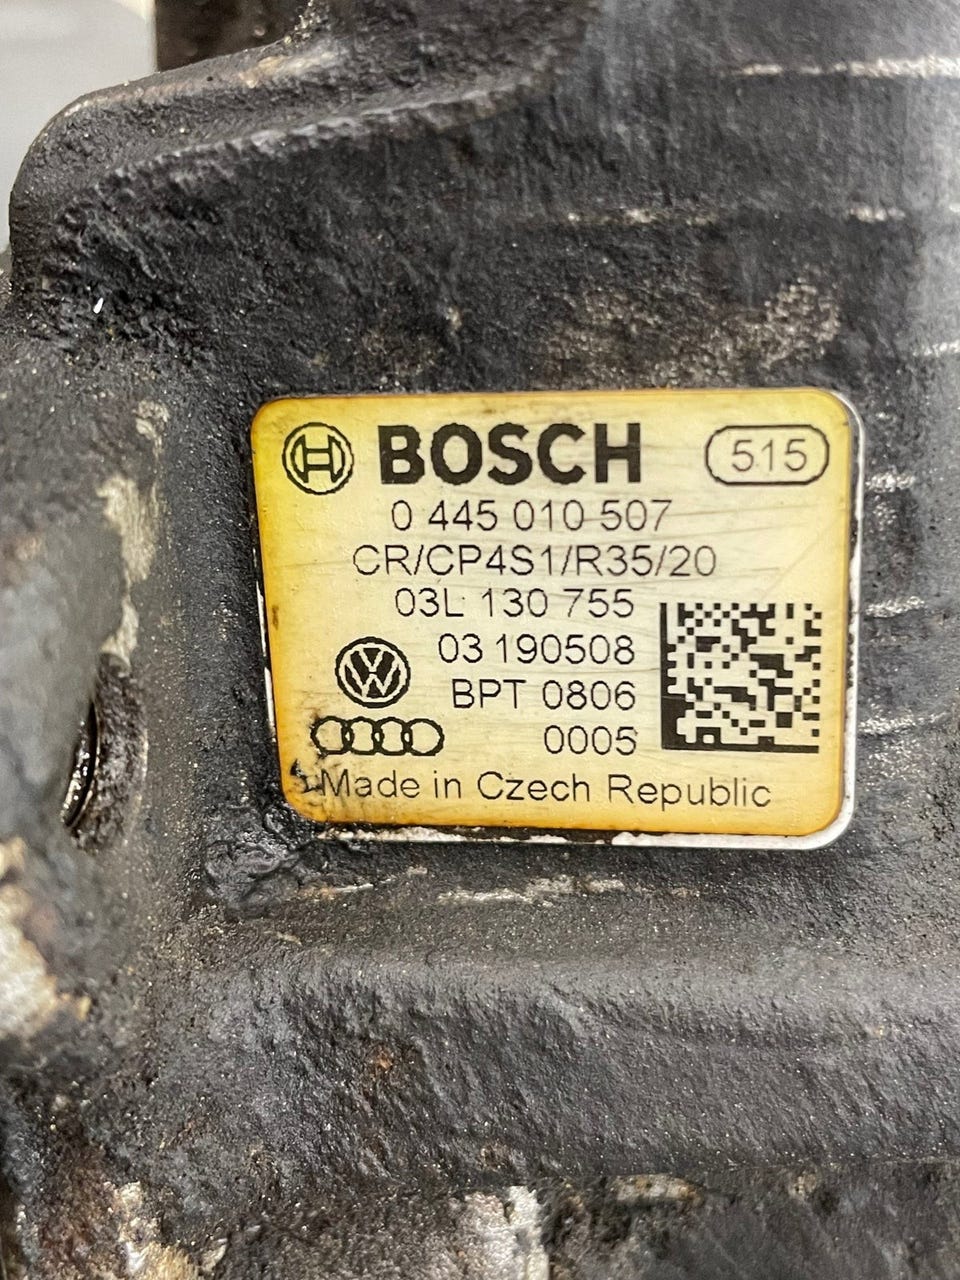 BOSCH 515
0 445 010 507
CR/CP4S1/R35/20
03L 130 755
03 190508
BPT 0806
0005
Made in Czech Republic